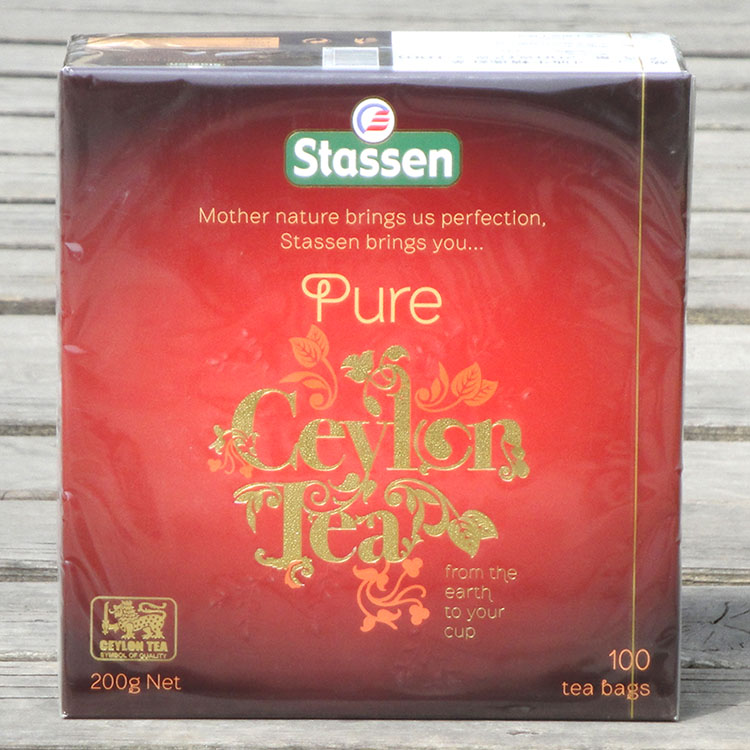 Stassen
Mother nature brings us perfection,
Stassen brings you...
Pure
Ceylon
Tea
from the
earth
to your
cup
CEYLON TEA
SYMBOL OF QUALITY
200g Net
100
tea bags